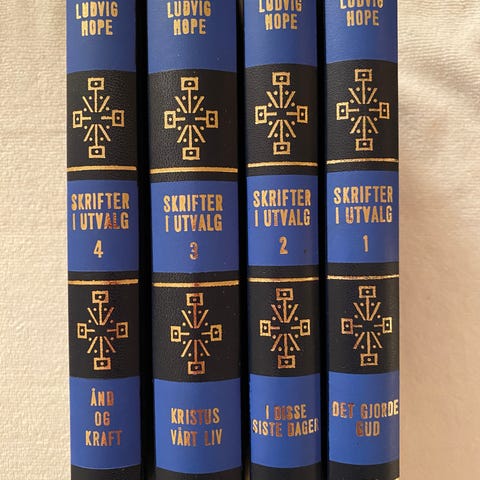 LUDVIG
HOPE
SKRIFTER
I UTVALG
4
ÅND
OG
KRAFT
LUDVIG
HOPE
SKRIFTER
I UTVALG
3
KRISTUS
VÅRT LIV
LUDVIG
HOPE
SKRIFTER
I UTVALG
2
I DISSE
SISTE DAGER
LUDVIG
HOPE
SKRIFTER
I UTVALG
1
DET GJORDE
GUD